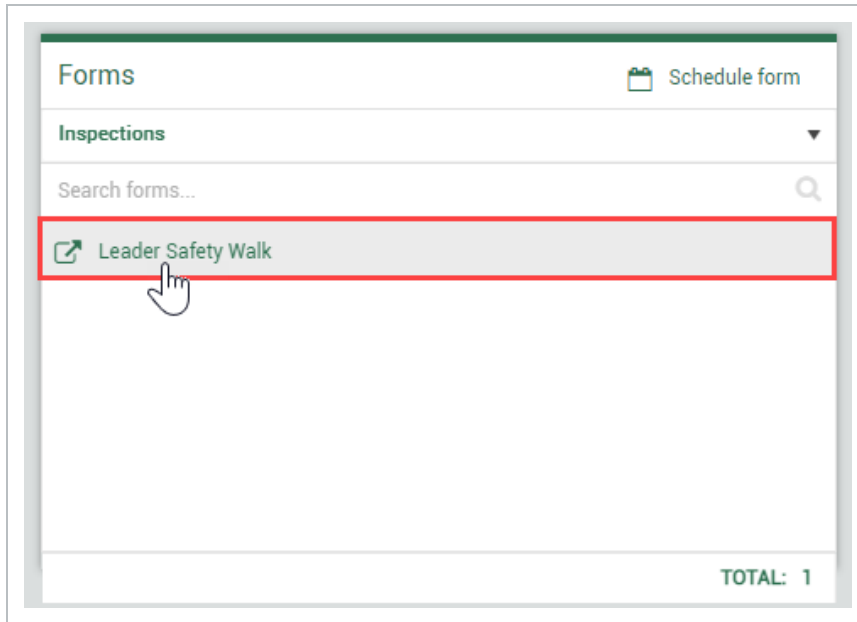 Forms
Schedule form
Inspections
Search forms...
Leader Safety Walk
TOTAL: 1